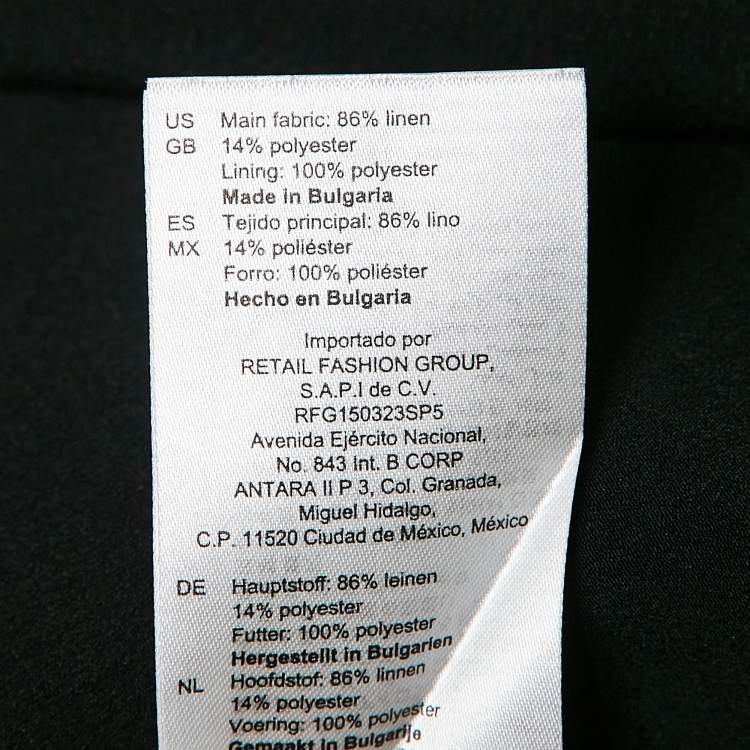 US Main fabric: 86% linen
GB 14% polyester
Lining: 100% polyester
Made in Bulgaria
ES Tejido principal: 86% lino
MX 14% poliéster
Forro: 100% poliéster
Hecho en Bulgaria
Importado por
RETAIL FASHION GROUP,
S.A.P.I de C.V.
RFG150323SP5
Avenida Ejército Nacional,
No. 843 Int. B CORP
ANTARA II P 3, Col. Granada,
Miguel Hidalgo,
C.P. 11520 Ciudad de México, México
DE Hauptstoff: 86% leinen
14% polyester
Futter: 100% polyester
Hergestellt in Bulgarien
NL Hoofdstof: 86% linnen
14% polyester
Voering: 100% polyester
Gemaakt in Bulgarije